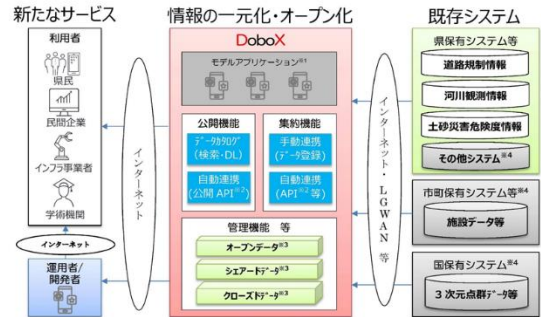 新たなサービス
情報の一元化・オープン化
既存システム
利用者
県民
民間企業
インフラ事業者
学術機関
インターネット
運用者/
開発者
インターネット
DoboX
モデルアプリケーション※1
公開機能
データカタログ
(検索・DL)
自動連携
(公開API※2)
集約機能
手動連携
(データ登録)
自動連携
(API※2等)
管理機能 等
オープンデータ※3
シェアードデータ※3
クローズドデータ※3
インターネット・LGWAN 等
県保有システム等
道路規制情報
河川観測情報
土砂災害危険度情報
その他システム※4
市町保有システム等※4
施設データ等
国保有システム※4
3次元点群データ等